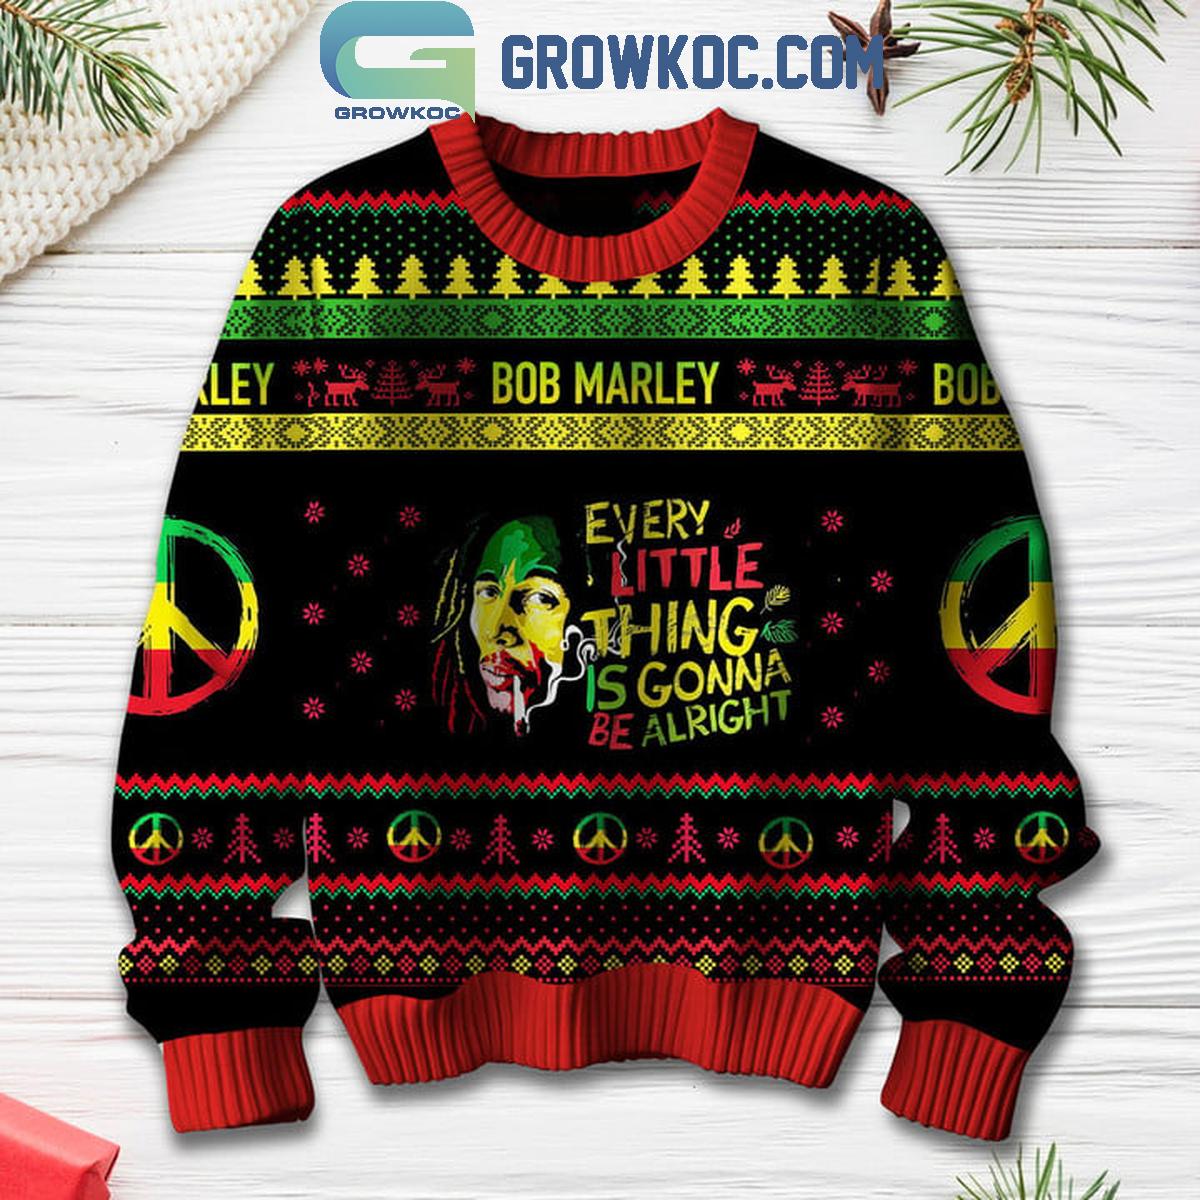 GROWKOC
GROWKOC.COM
RLEY
BOB MARLEY
BOB
EVERY
LITTLE
THING
IS GONNA
BE ALRIGHT